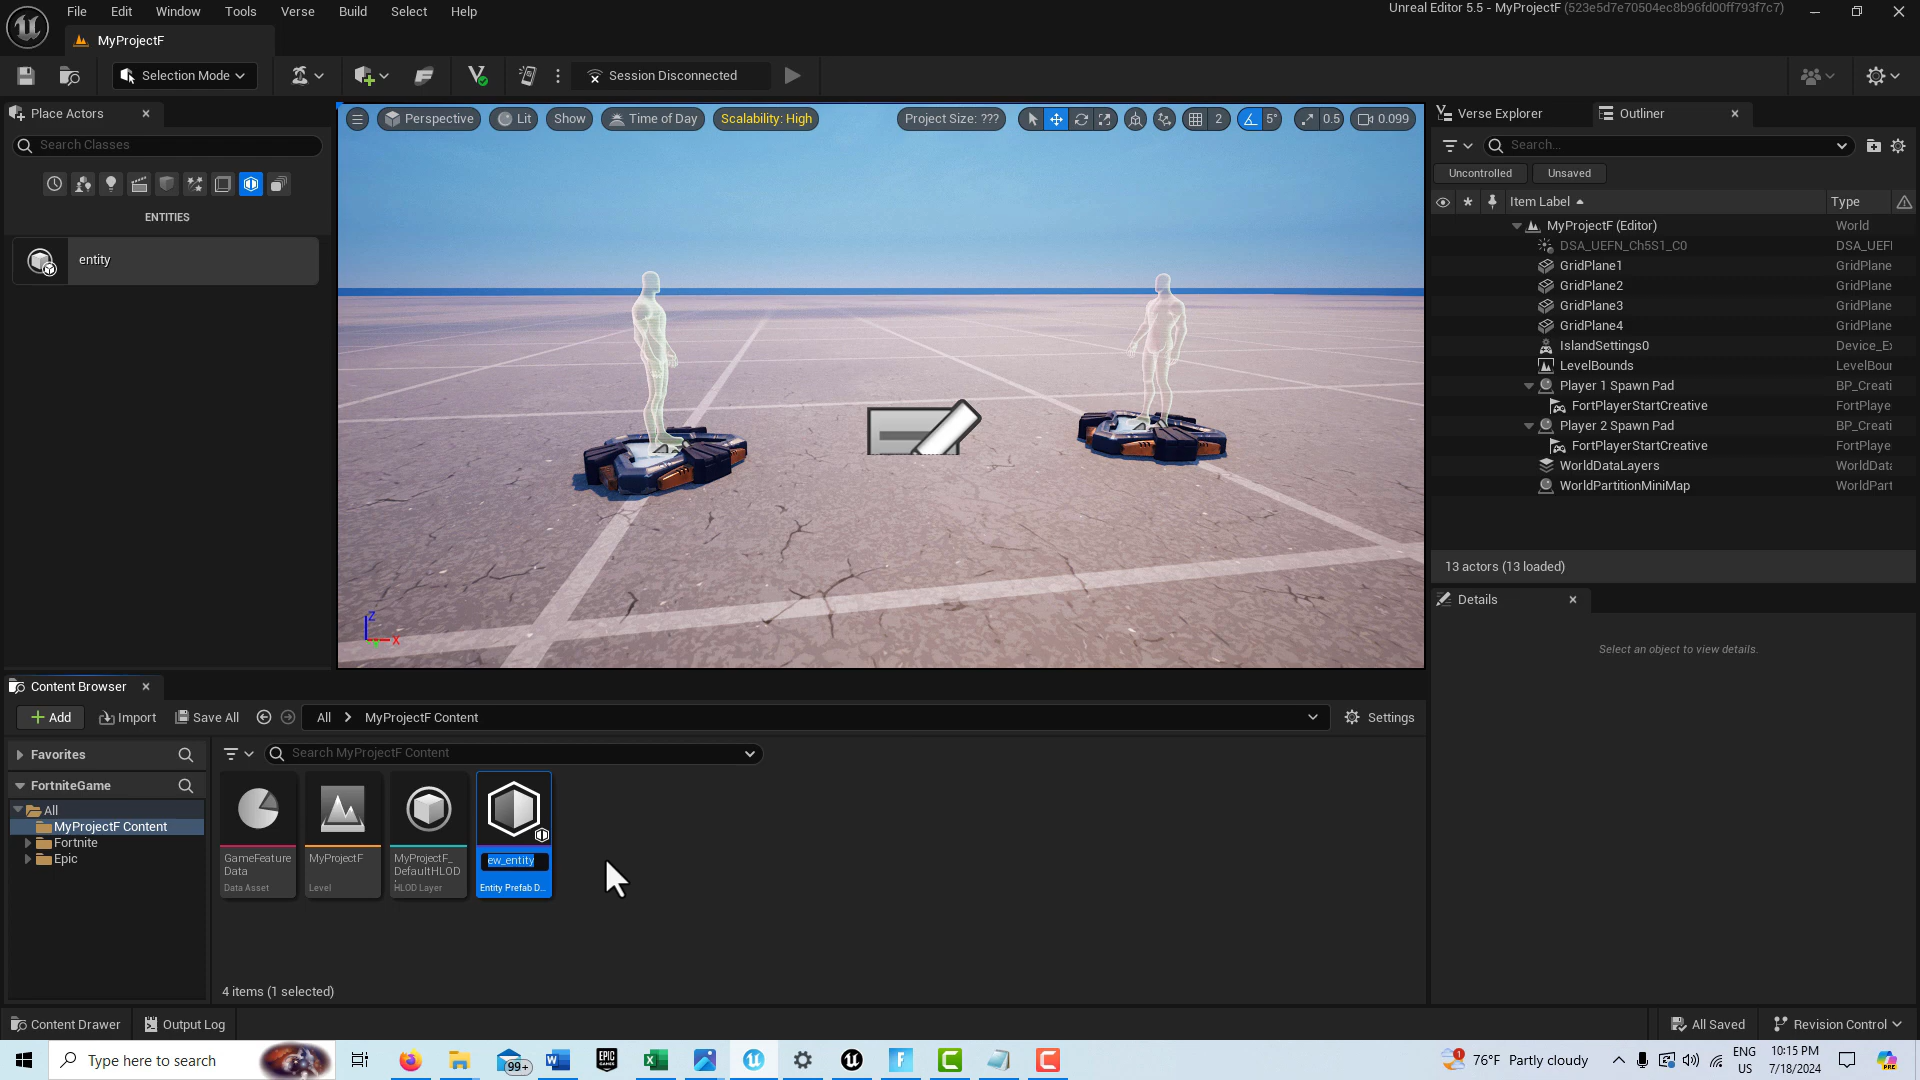 File
Edit
Window
Tools
Verse
Build
Select
Help
Unreal Editor 5.5 - MyProjectF (523e5d7e70504ec8b96fd00ff793f7c7)
MyProjectF
Selection Mode
Session Disconnected
Place Actors
Search Classes
ENTITIES
entity
Perspective
Lit
Show
Time of Day
Scalability: High
Project Size: ???
2
5°
0.5
0.099
Z
X
Verse Explorer
Outliner
Search...
Uncontrolled
Unsaved
Item Label
Type
MyProjectF (Editor) World
DSA_UEFN_Ch5S1_C0 DSA_UEFI
GridPlane1 GridPlane
GridPlane2 GridPlane
GridPlane3 GridPlane
GridPlane4 GridPlane
IslandSettings0 Device_Ex
LevelBounds LevelBour
Player 1 Spawn Pad BP_Creati
FortPlayerStartCreative FortPlaye
Player 2 Spawn Pad BP_Creati
FortPlayerStartCreative FortPlaye
WorldDataLayers WorldData
WorldPartitionMiniMap WorldPart
13 actors (13 loaded)
Details
Select an object to view details.
Content Browser
Add
Import
Save All
All
MyProjectF Content
Settings
Favorites
Search MyProjectF Content
FortniteGame
All
MyProjectF Content
Fortnite
Epic
GameFeature
Data
Data Asset
MyProjectF
Level
MyProjectF_
DefaultHLOD
HLOD Layer
ew_entity
Entity Prefab D...
4 items (1 selected)
Content Drawer
Output Log
All Saved
Revision Control
Type here to search
99+
EPIC
GAMES
1
76°F Partly cloudy
ENG
US
10:15 PM
7/18/2024
PRE